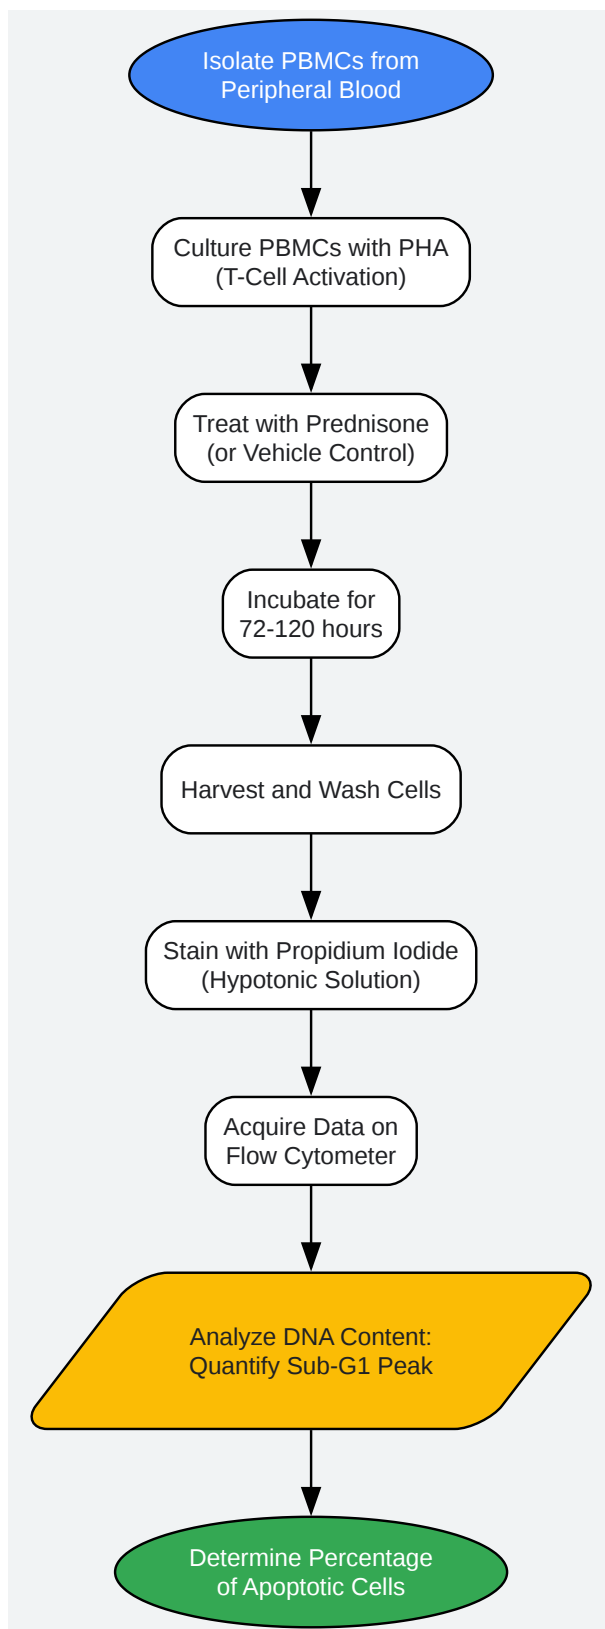 Isolate PBMCs from
Peripheral Blood
Culture PBMCs with PHA
(T-Cell Activation)
Treat with Prednisone
(or Vehicle Control)
Incubate for
72-120 hours
Harvest and Wash Cells
Stain with Propidium Iodide
(Hypotonic Solution)
Acquire Data on
Flow Cytometer
Analyze DNA Content:
Quantify Sub-G1 Peak
Determine Percentage
of Apoptotic Cells